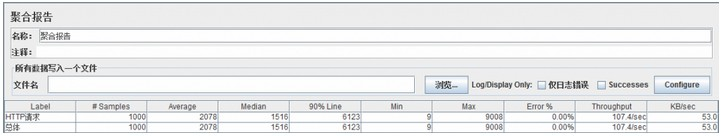 聚合报告
名称: 聚合报告
注释:
所有数据写入一个文件
文件名 浏览... Log/Display Only: 仅日志错误 Successes Configure
Label # Samples Average Median 90% Line Min Max Error % Throughput KB/sec
HTTP请求 1000 2078 1516 6123 9 9008 0.00% 107.4/sec 53.0
总体 1000 2078 1516 6123 9 9008 0.00% 107.4/sec 53.0